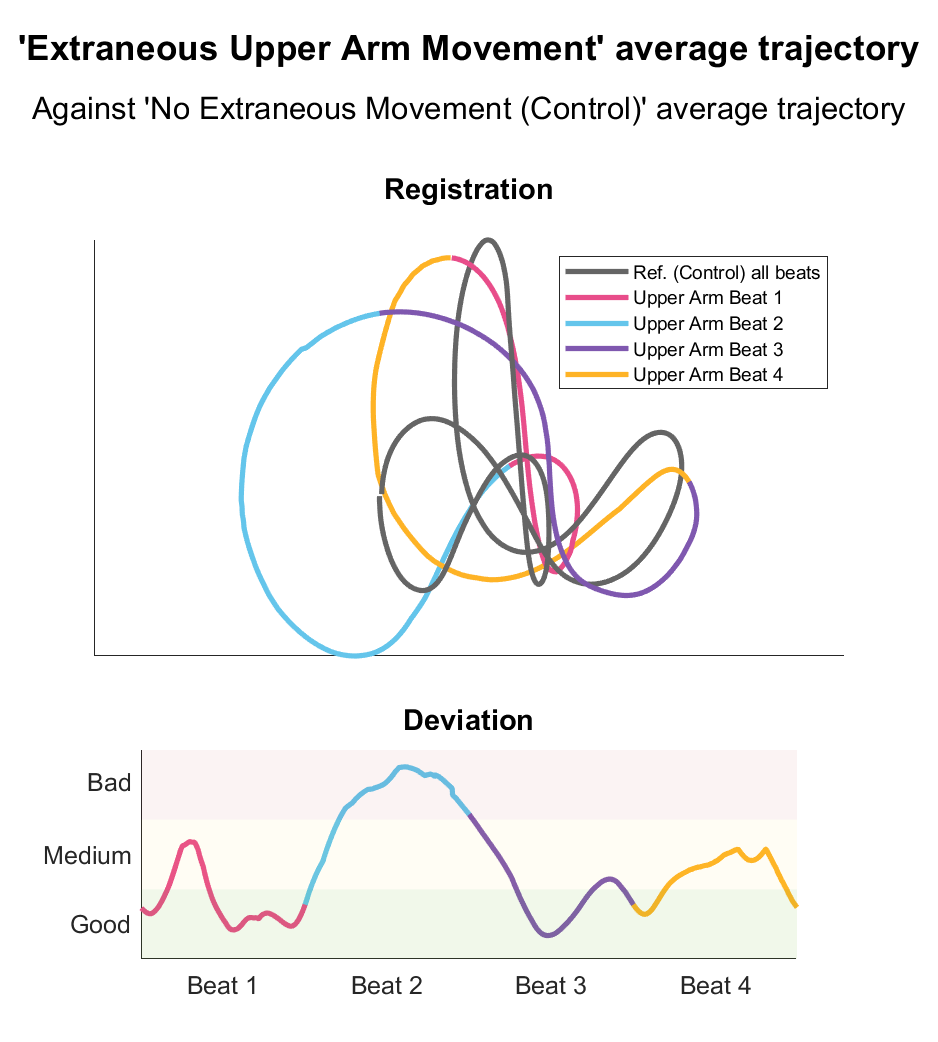 'Extraneous Upper Arm Movement' average trajectory
Against 'No Extraneous Movement (Control)' average trajectory
Registration
Ref. (Control) all beats
Upper Arm Beat 1
Upper Arm Beat 2
Upper Arm Beat 3
Upper Arm Beat 4
Deviation
Bad
Medium
Good
Beat 1 Beat 2 Beat 3 Beat 4